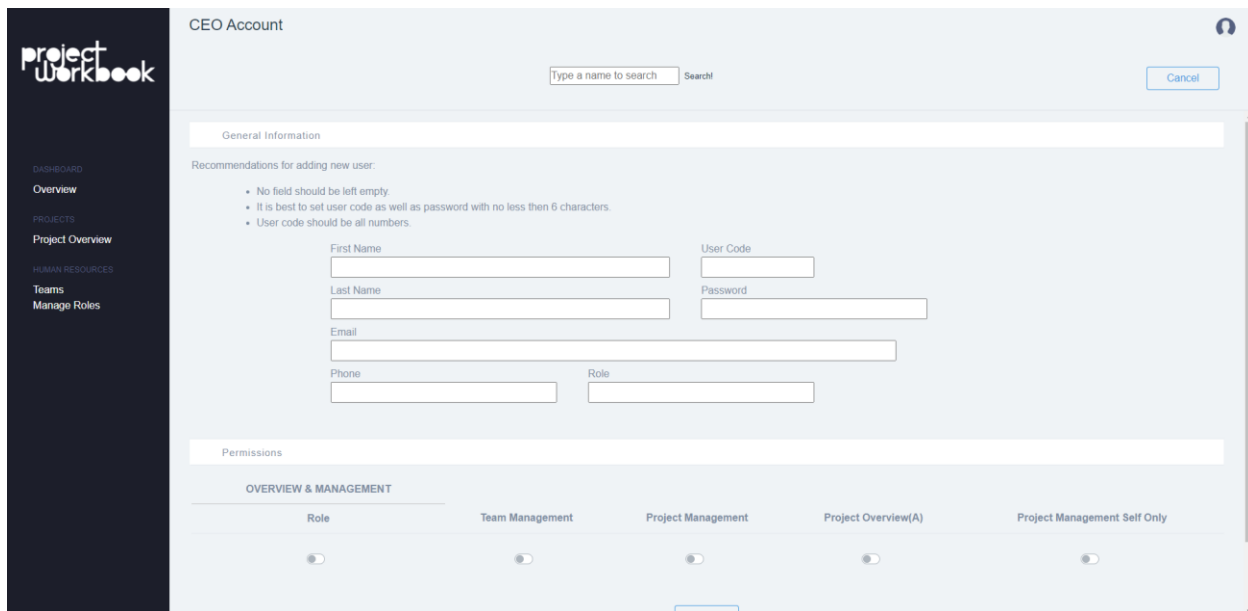 CEO Account
project
workbook
Type a name to search Search!
Cancel
General Information
DASHBOARD
Overview
PROJECTS
Project Overview
HUMAN RESOURCES
Teams
Manage Roles
Recommendations for adding new user:
No field should be left empty.
It is best to set user code as well as password with no less then 6 characters.
User code should be all numbers.
First Name User Code
Last Name Password
Email
Phone Role
Permissions
OVERVIEW & MANAGEMENT
Role Team Management Project Management Project Overview(A) Project Management Self Only